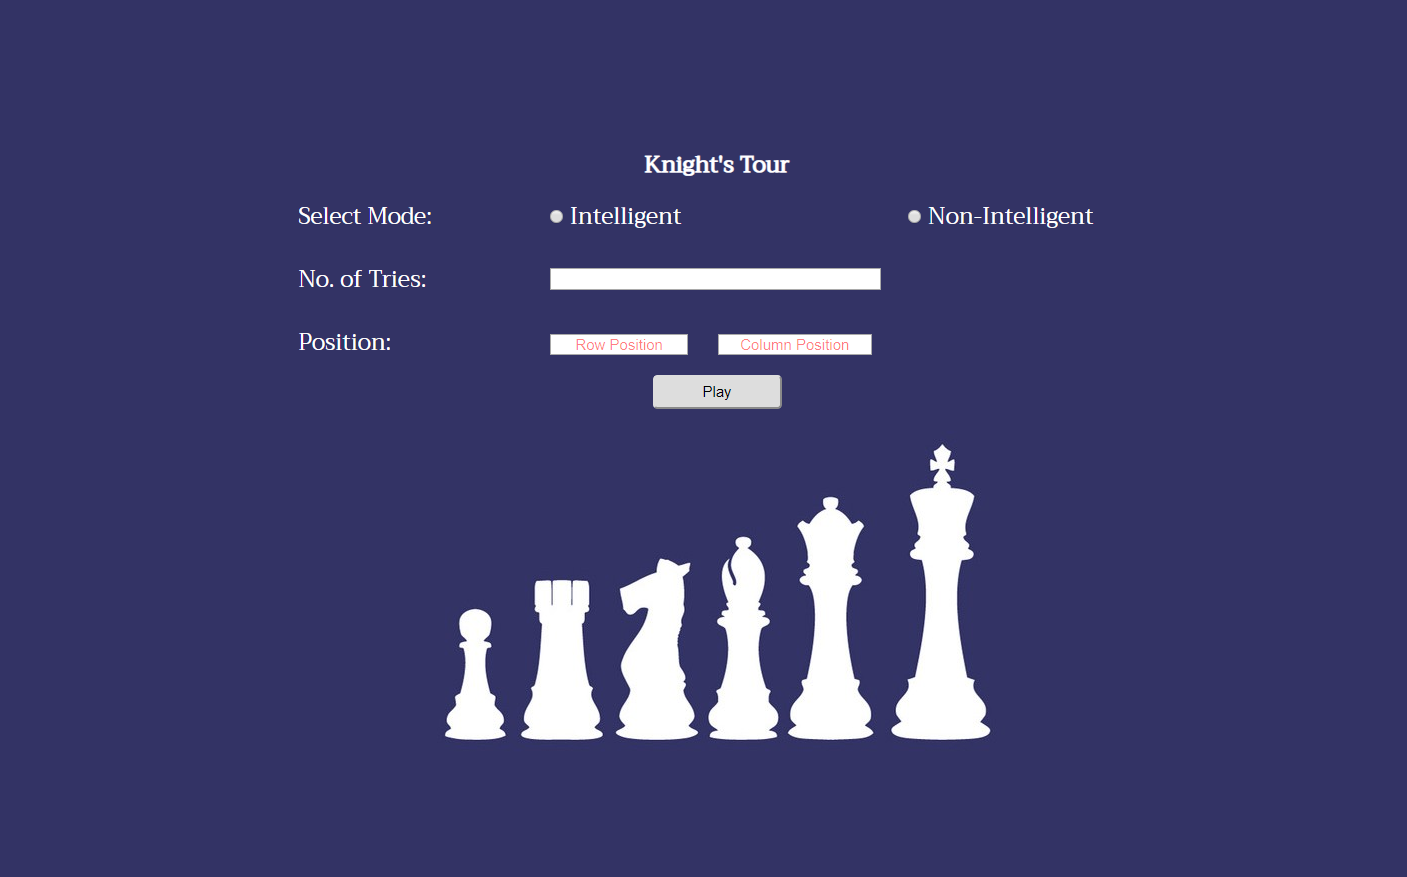 Knight's Tour
Select Mode: Intelligent Non-Intelligent
No. of Tries:
Position: Row Position Column Position
Play